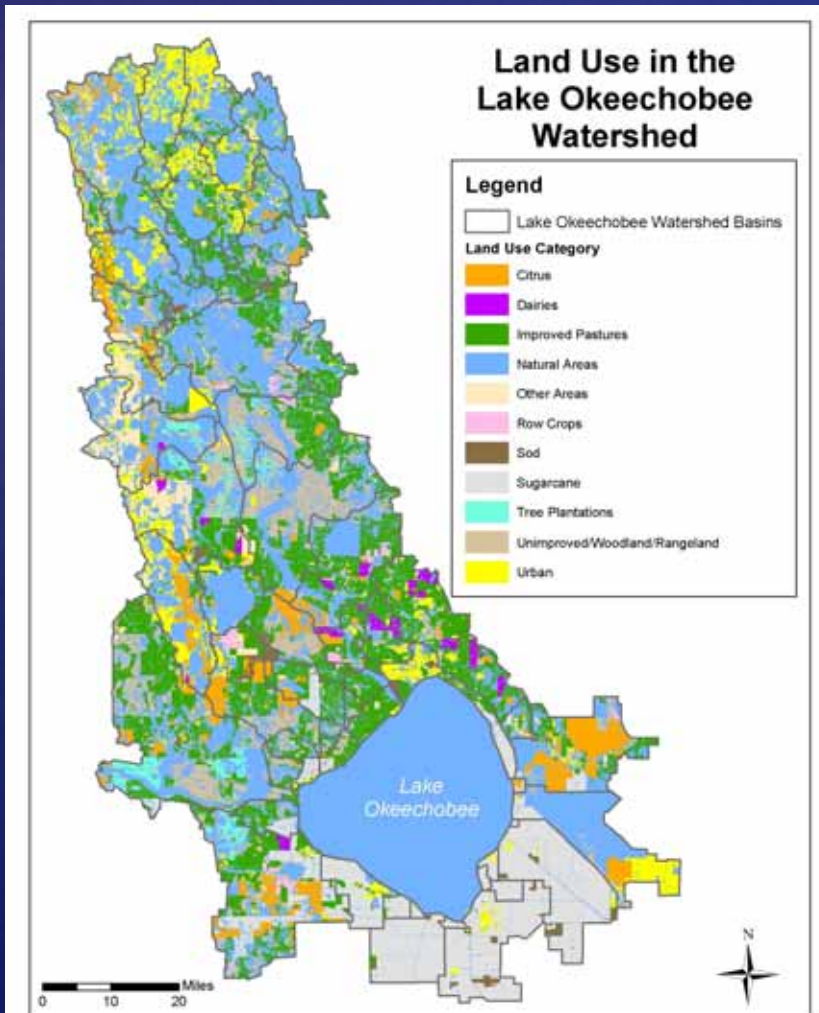 Land Use in the
Lake Okeechobee
Watershed
Legend
Lake Okeechobee Watershed Basins
Land Use Category
Citrus
Dairies
Improved Pastures
Natural Areas
Other Areas
Row Crops
Sod
Sugarcane
Tree Plantations
Unimproved/Woodland/Rangeland
Urban
Lake
Okeechobee
N
Miles
0 10 20